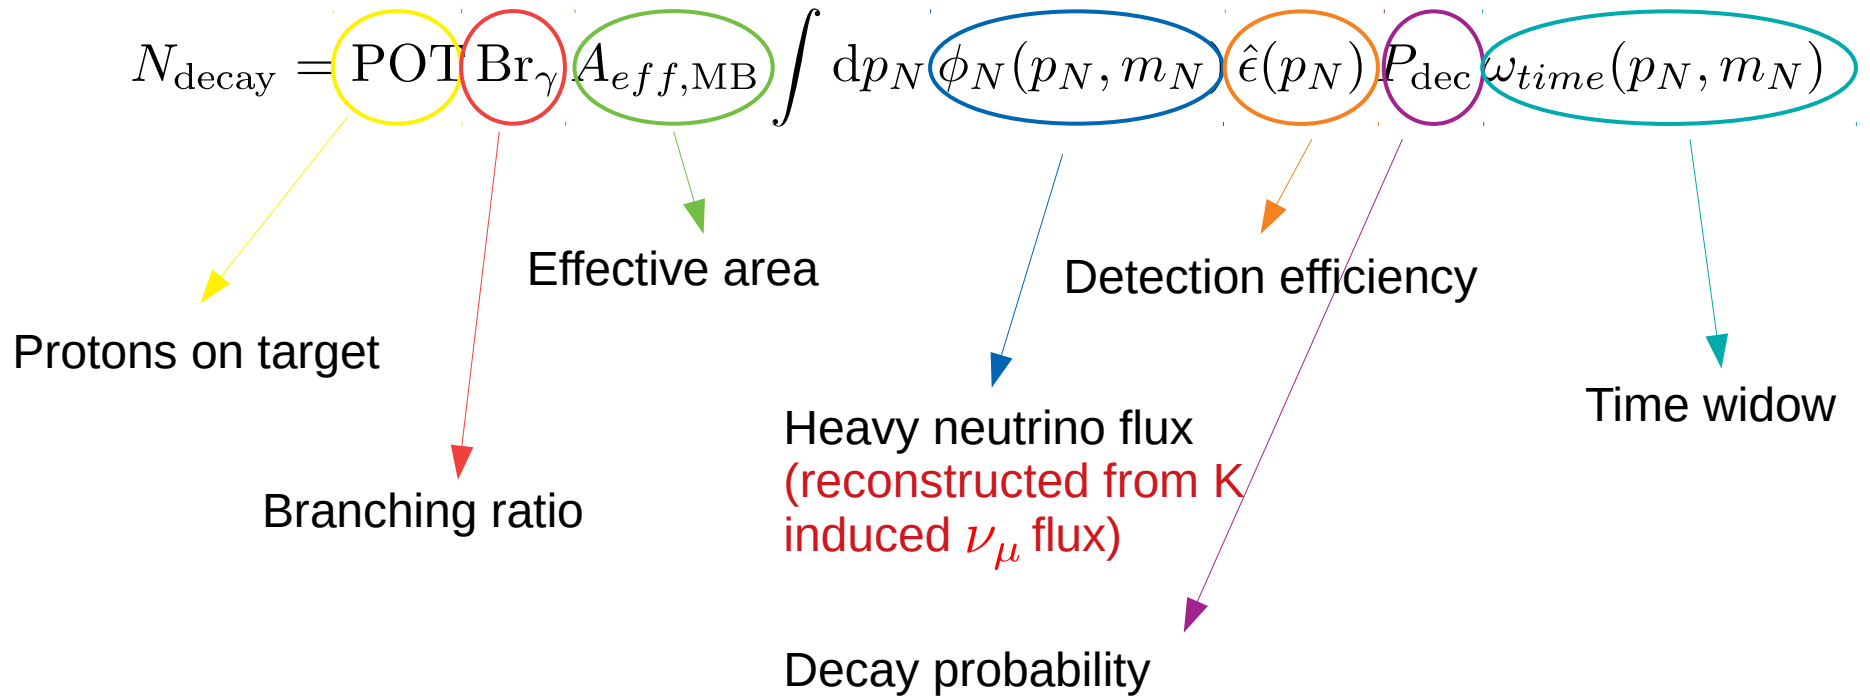 N_decay = POT Br_γ A_eff,MB ∫ dp_N ϕ_N(p_N, m_N) ε̂(p_N) P_dec ω_time(p_N, m_N)
Effective area
Detection efficiency
Protons on target
Time widow
Heavy neutrino flux
(reconstructed from K
induced ν_μ flux)
Branching ratio
Decay probability